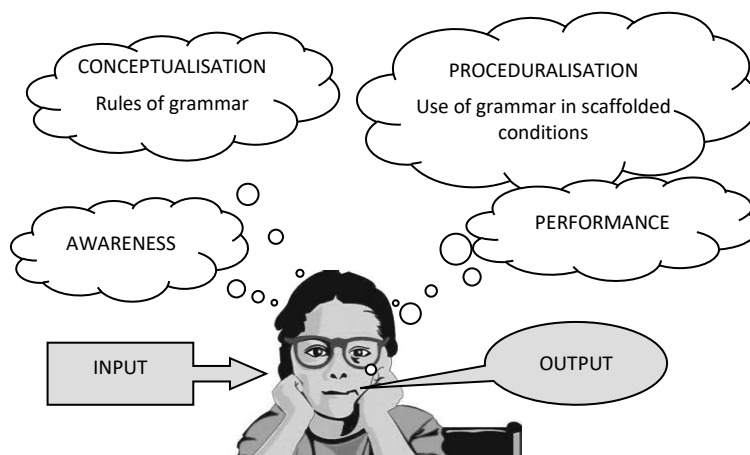 CONCEPTUALISATION
Rules of grammar
PROCEDURALISATION
Use of grammar in scaffolded
conditions
AWARENESS
PERFORMANCE
INPUT
OUTPUT